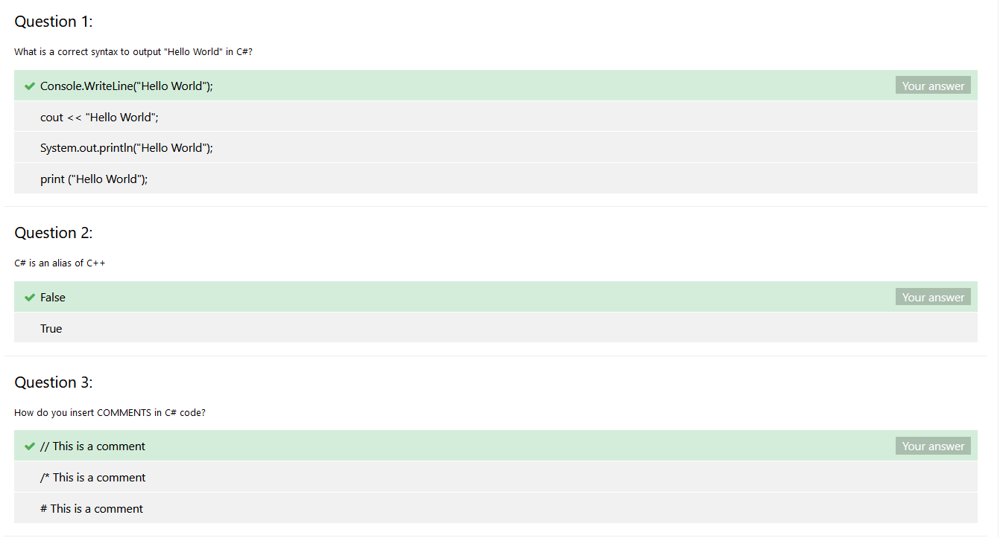 Question 1:
What is a correct syntax to output "Hello World" in C#?
Console.WriteLine("Hello World"); Your answer
cout << "Hello World";
System.out.println("Hello World");
print ("Hello World");
Question 2:
C# is an alias of C++
False Your answer
True
Question 3:
How do you insert COMMENTS in C# code?
// This is a comment Your answer
/* This is a comment
# This is a comment